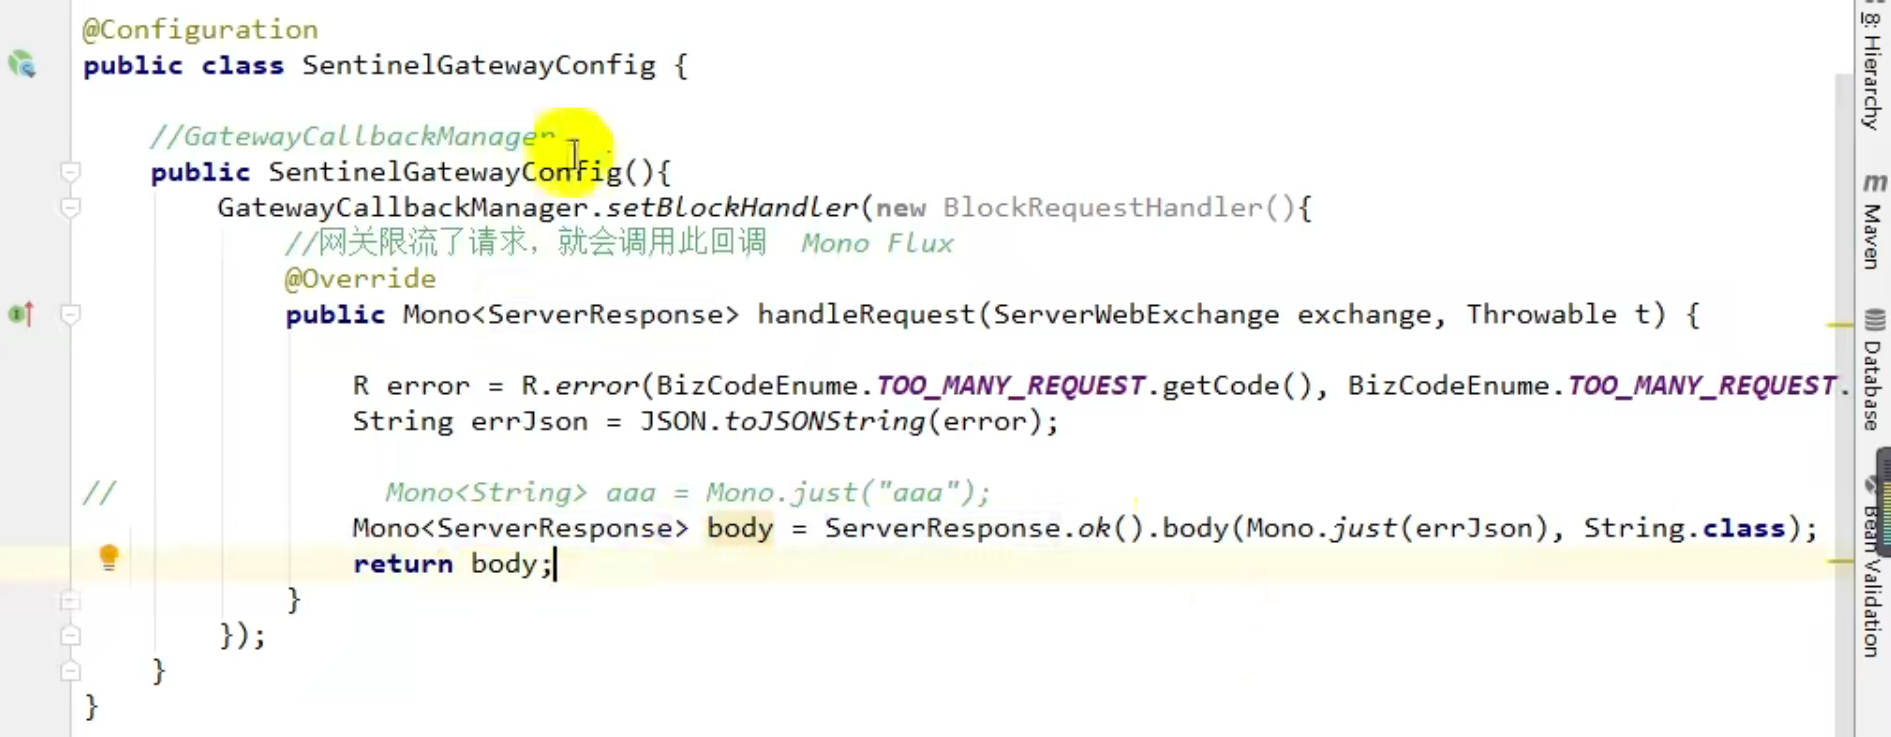 @Configuration
public class SentinelGatewayConfig {
//GatewayCallbackManager
public SentinelGatewayConfig(){
GatewayCallbackManager.setBlockHandler(new BlockRequestHandler(){
//网关限流了请求，就会调用此回调  Mono Flux
@Override
public Mono<ServerResponse> handleRequest(ServerWebExchange exchange, Throwable t) {
R error = R.error(BizCodeEnume.TOO_MANY_REQUEST.getCode(), BizCodeEnume.TOO_MANY_REQUEST.
String errJson = JSON.toJSONString(error);
// Mono<String> aaa = Mono.just("aaa");
Mono<ServerResponse> body = ServerResponse.ok().body(Mono.just(errJson), String.class);
return body;
}
});
}
}
8: Hierarchy
m Maven
Database
Bean Validation